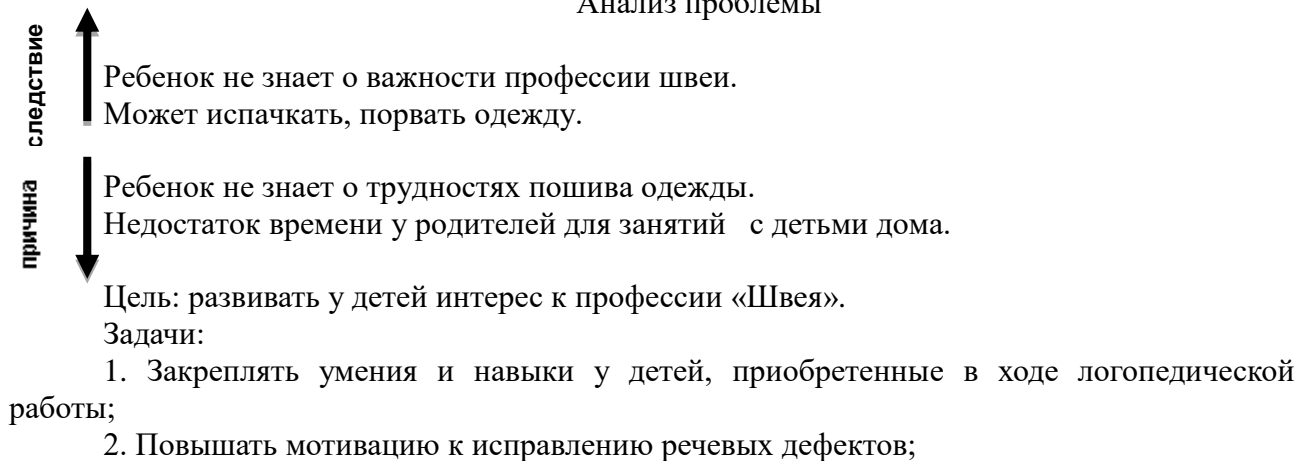 Анализ проблемы
следствие
Ребенок не знает о важности профессии швеи.
Может испачкать, порвать одежду.
причина
Ребенок не знает о трудностях пошива одежды.
Недостаток времени у родителей для занятий с детьми дома.
Цель: развивать у детей интерес к профессии «Швея».
Задачи:
1. Закреплять умения и навыки у детей, приобретенные в ходе логопедической
работы;
2. Повышать мотивацию к исправлению речевых дефектов;